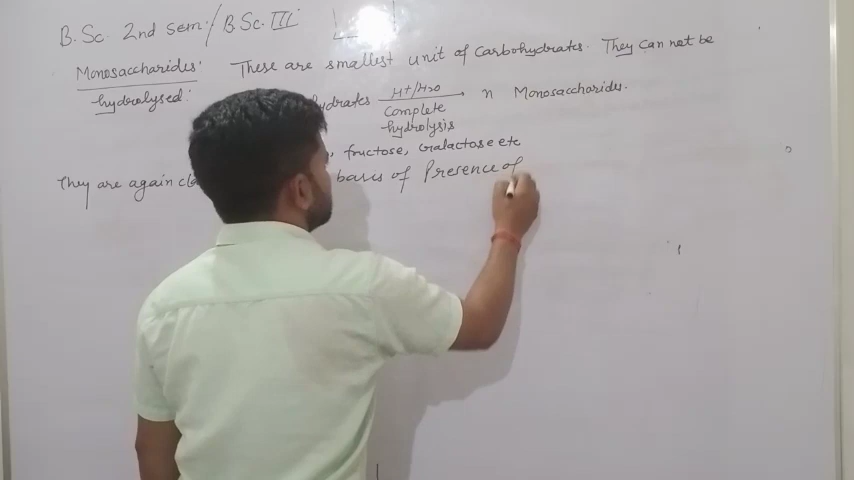 B.Sc. 2nd sem:/ B.Sc. III
Monosaccharides: These are smallest unit of Carbohydrates. They Can not be
hydrolysed: hydrates H+/H2O Complete hydrolysis → n Monosaccharides.
, fructose, Galactose etc
They are again cl basis of Presence of